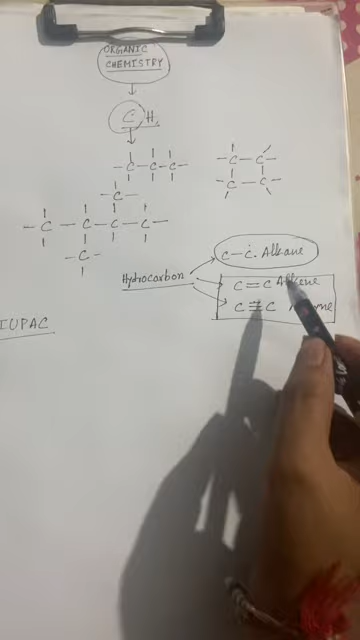 ORGANIC
CHEMISTRY
C H,
- C - C - C -
- C - C -
- C - C -
- C -
- C - C - C - C -
- C -
C - C. Alkane
Hydrocarbon
C = C Alkene
C ≡ C
IUPAC